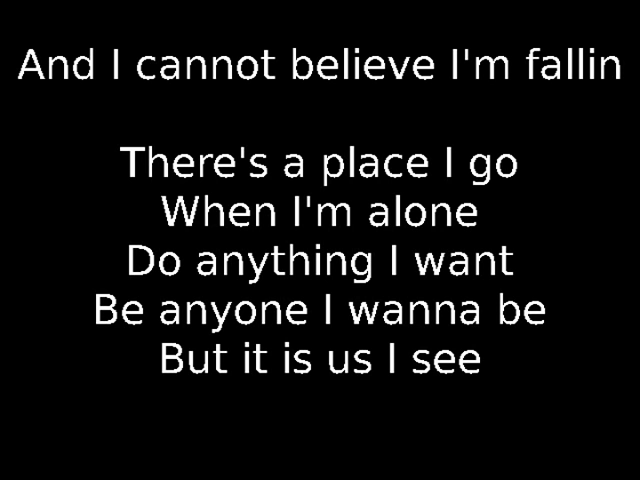 And I cannot believe I'm fallin
There's a place I go
When I'm alone
Do anything I want
Be anyone I wanna be
But it is us I see